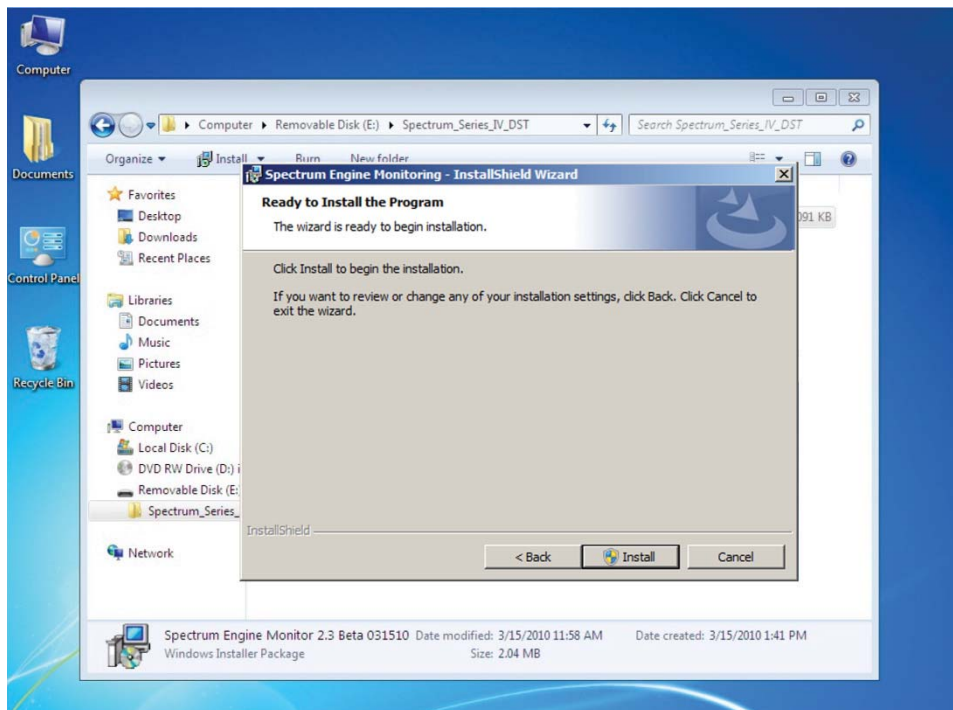 Computer
Documents
Control Panel
Recycle Bin
Computer ▸ Removable Disk (E:) ▸ Spectrum_Series_IV_DST
Search Spectrum_Series_IV_DST
Organize Install Burn New folder
Favorites
Desktop
Downloads
Recent Places
Libraries
Documents
Music
Pictures
Videos
Computer
Local Disk (C:)
DVD RW Drive (D:) i
Removable Disk (E:
Spectrum_Series_
Network
091 KB
Spectrum Engine Monitoring - InstallShield Wizard
Ready to Install the Program
The wizard is ready to begin installation.
Click Install to begin the installation.
If you want to review or change any of your installation settings, click Back. Click Cancel to
exit the wizard.
InstallShield
< Back Install Cancel
Spectrum Engine Monitor 2.3 Beta 031510 Date modified: 3/15/2010 11:58 AM Date created: 3/15/2010 1:41 PM
Windows Installer Package Size: 2.04 MB